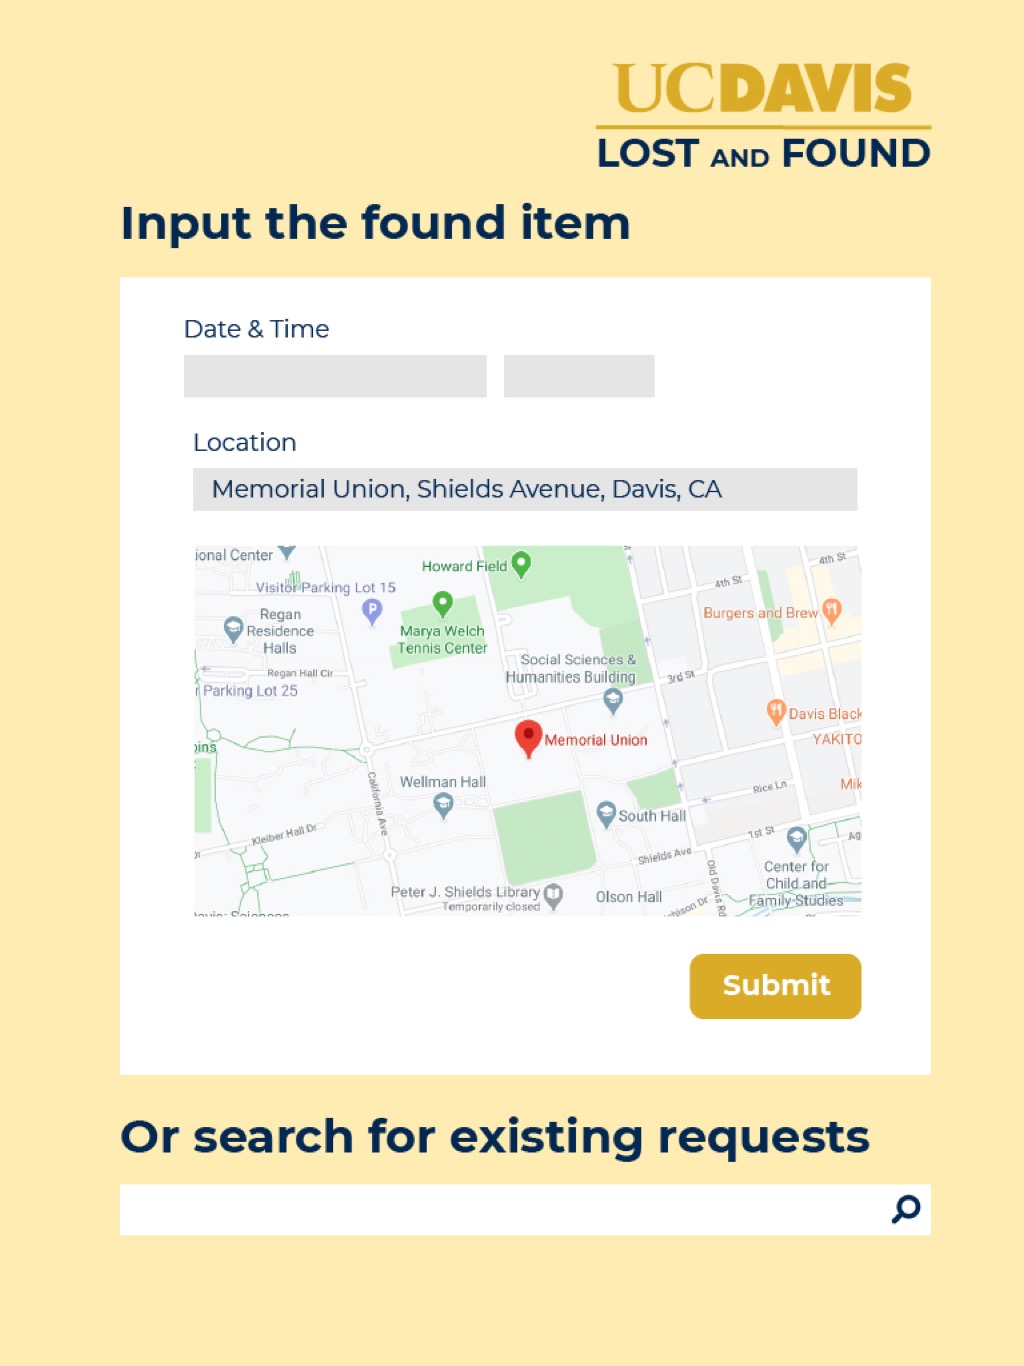 UCDAVIS
LOST AND FOUND
Input the found item
Date & Time
Location
Memorial Union, Shields Avenue, Davis, CA
ional Center
Howard Field
4th St
4th St
Visitor Parking Lot 15
Burgers and Brew
Regan
Residence
Halls
Marya Welch
Tennis Center
Social Sciences &
Humanities Building
Regan Hall Cir
3rd St
r Parking Lot 25
Davis Black
YAKITO
Memorial Union
pins
Wellman Hall
California Ave
Mik
Rice Ln
South Hall
Kleiber Hall Dr
Dr
1st St
Ag
Shields Ave
Old Davis Rd
Center for
Child and
Family Studies
Peter J. Shields Library
Temporarily closed
Olson Hall
chison Dr
Davis: Sciences
Submit
Or search for existing requests